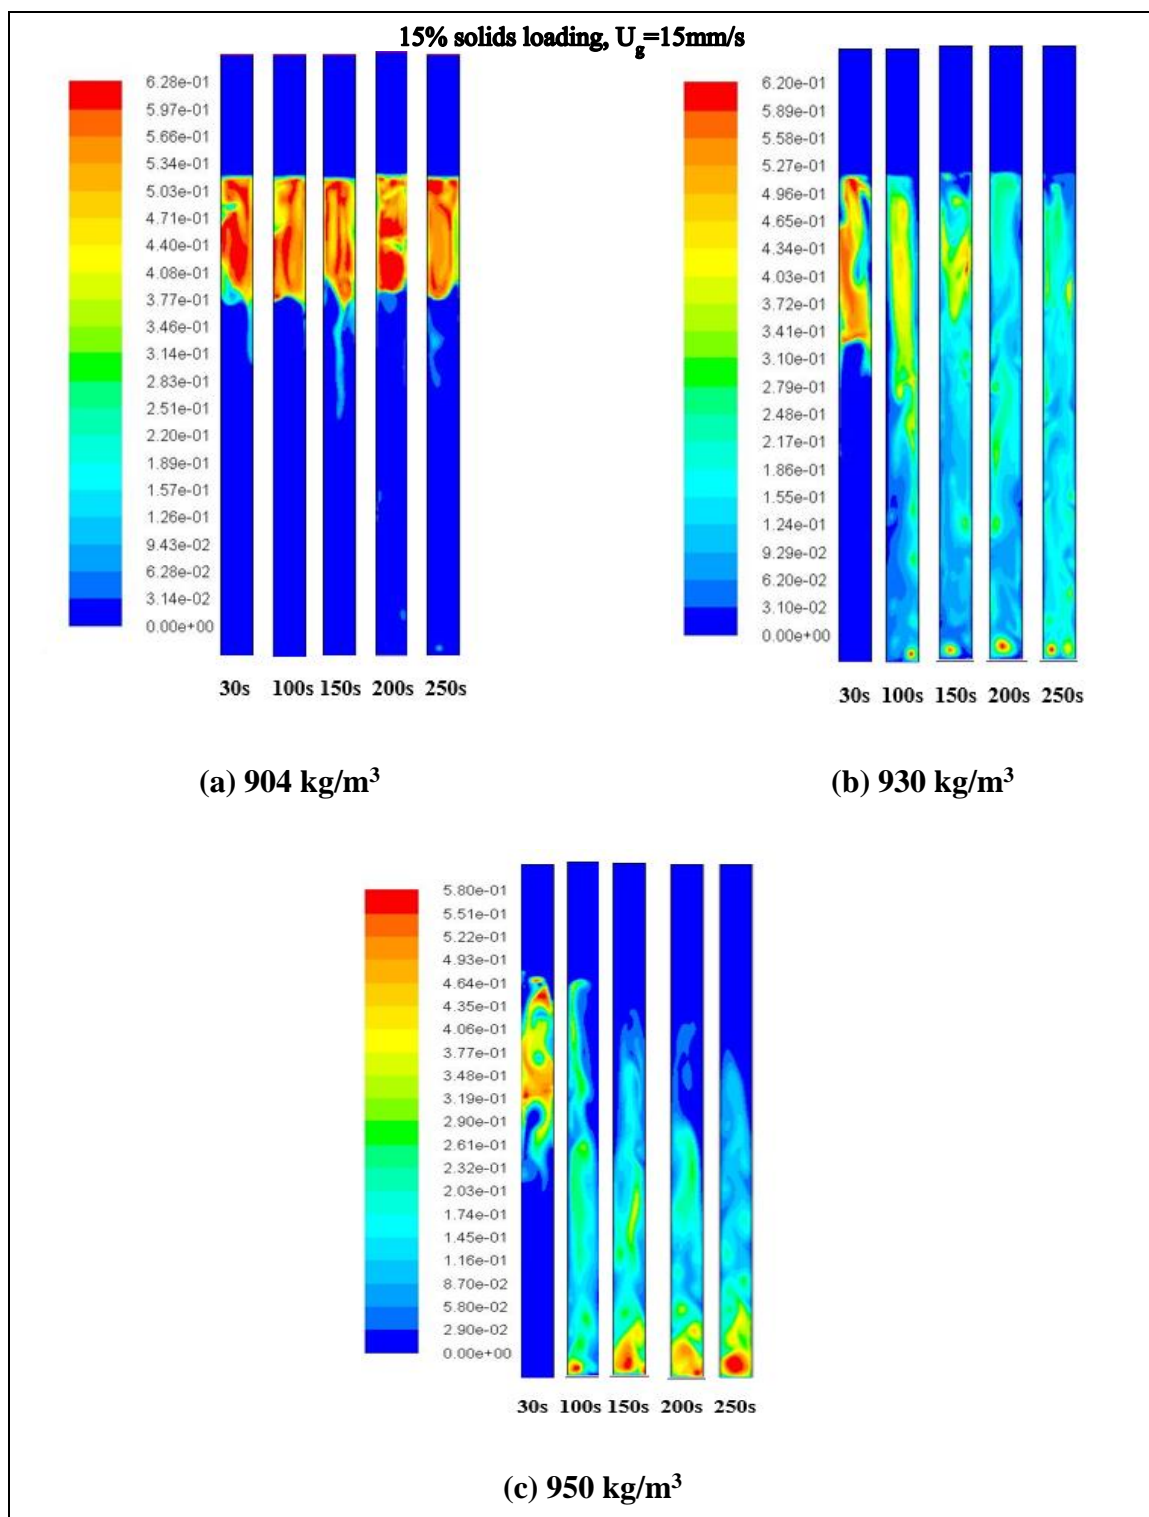 15% solids loading, Ug=15mm/s
6.28e-01
5.97e-01
5.66e-01
5.34e-01
5.03e-01
4.71e-01
4.40e-01
4.08e-01
3.77e-01
3.46e-01
3.14e-01
2.83e-01
2.51e-01
2.20e-01
1.89e-01
1.57e-01
1.26e-01
9.43e-02
6.28e-02
3.14e-02
0.00e+00
30s 100s 150s 200s 250s
(a) 904 kg/m³
6.20e-01
5.89e-01
5.58e-01
5.27e-01
4.96e-01
4.65e-01
4.34e-01
4.03e-01
3.72e-01
3.41e-01
3.10e-01
2.79e-01
2.48e-01
2.17e-01
1.86e-01
1.55e-01
1.24e-01
9.29e-02
6.20e-02
3.10e-02
0.00e+00
30s 100s 150s 200s 250s
(b) 930 kg/m³
5.80e-01
5.51e-01
5.22e-01
4.93e-01
4.64e-01
4.35e-01
4.06e-01
3.77e-01
3.48e-01
3.19e-01
2.90e-01
2.61e-01
2.32e-01
2.03e-01
1.74e-01
1.45e-01
1.16e-01
8.70e-02
5.80e-02
2.90e-02
0.00e+00
30s 100s 150s 200s 250s
(c) 950 kg/m³